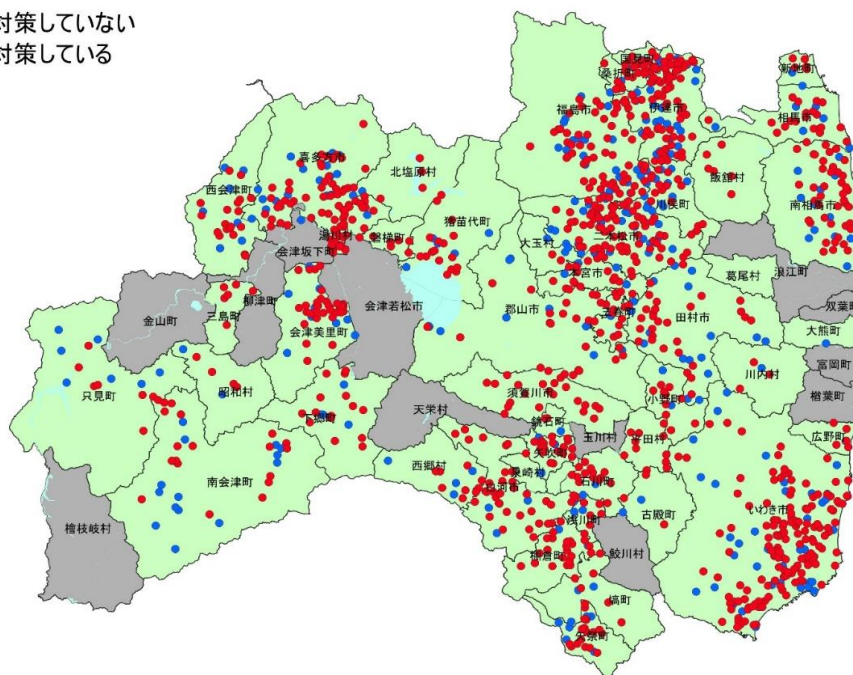 対策していない
対策している
国見町
桑折町
新地町
福島市
伊達市
相馬市
喜多方市
北塩原村
西会津町
飯舘村
川俣町
南相馬市
猪苗代町
湯川村
磐梯町
大玉村
二本松市
会津坂下町
本宮市
葛尾村
浪江町
柳津町
会津若松市
双葉町
金山町
三島町
郡山市
三春町
田村市
会津美里町
大熊町
川内村
富岡町
只見町
昭和村
須賀川市
小野町
楢葉町
下郷町
天栄村
鏡石町
玉川村
平田村
広野町
矢吹町
西郷村
泉崎村
白河市
石川町
南会津町
古殿町
いわき市
浅川町
檜枝岐村
棚倉町
鮫川村
塙町
矢祭町